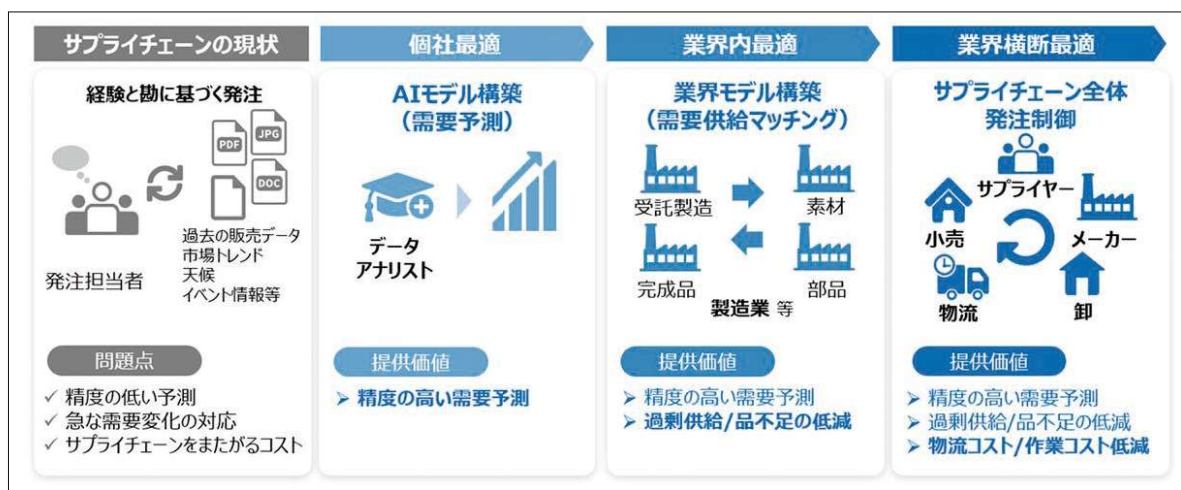 サプライチェーンの現状
経験と勘に基づく発注
PDF
JPG
DOC
発注担当者
過去の販売データ
市場トレンド
天候
イベント情報等
問題点
✓ 精度の低い予測
✓ 急な需要変化の対応
✓ サプライチェーンをまたがるコスト
個社最適
AIモデル構築
(需要予測)
データ
アナリスト
提供価値
➢ 精度の高い需要予測
業界内最適
業界モデル構築
(需要供給マッチング)
受託製造
素材
完成品
部品
製造業 等
提供価値
➢ 精度の高い需要予測
➢ 過剰供給/品不足の低減
業界横断最適
サプライチェーン全体
発注制御
サプライヤー
小売
メーカー
物流
卸
提供価値
➢ 精度の高い需要予測
➢ 過剰供給/品不足の低減
➢ 物流コスト/作業コスト低減